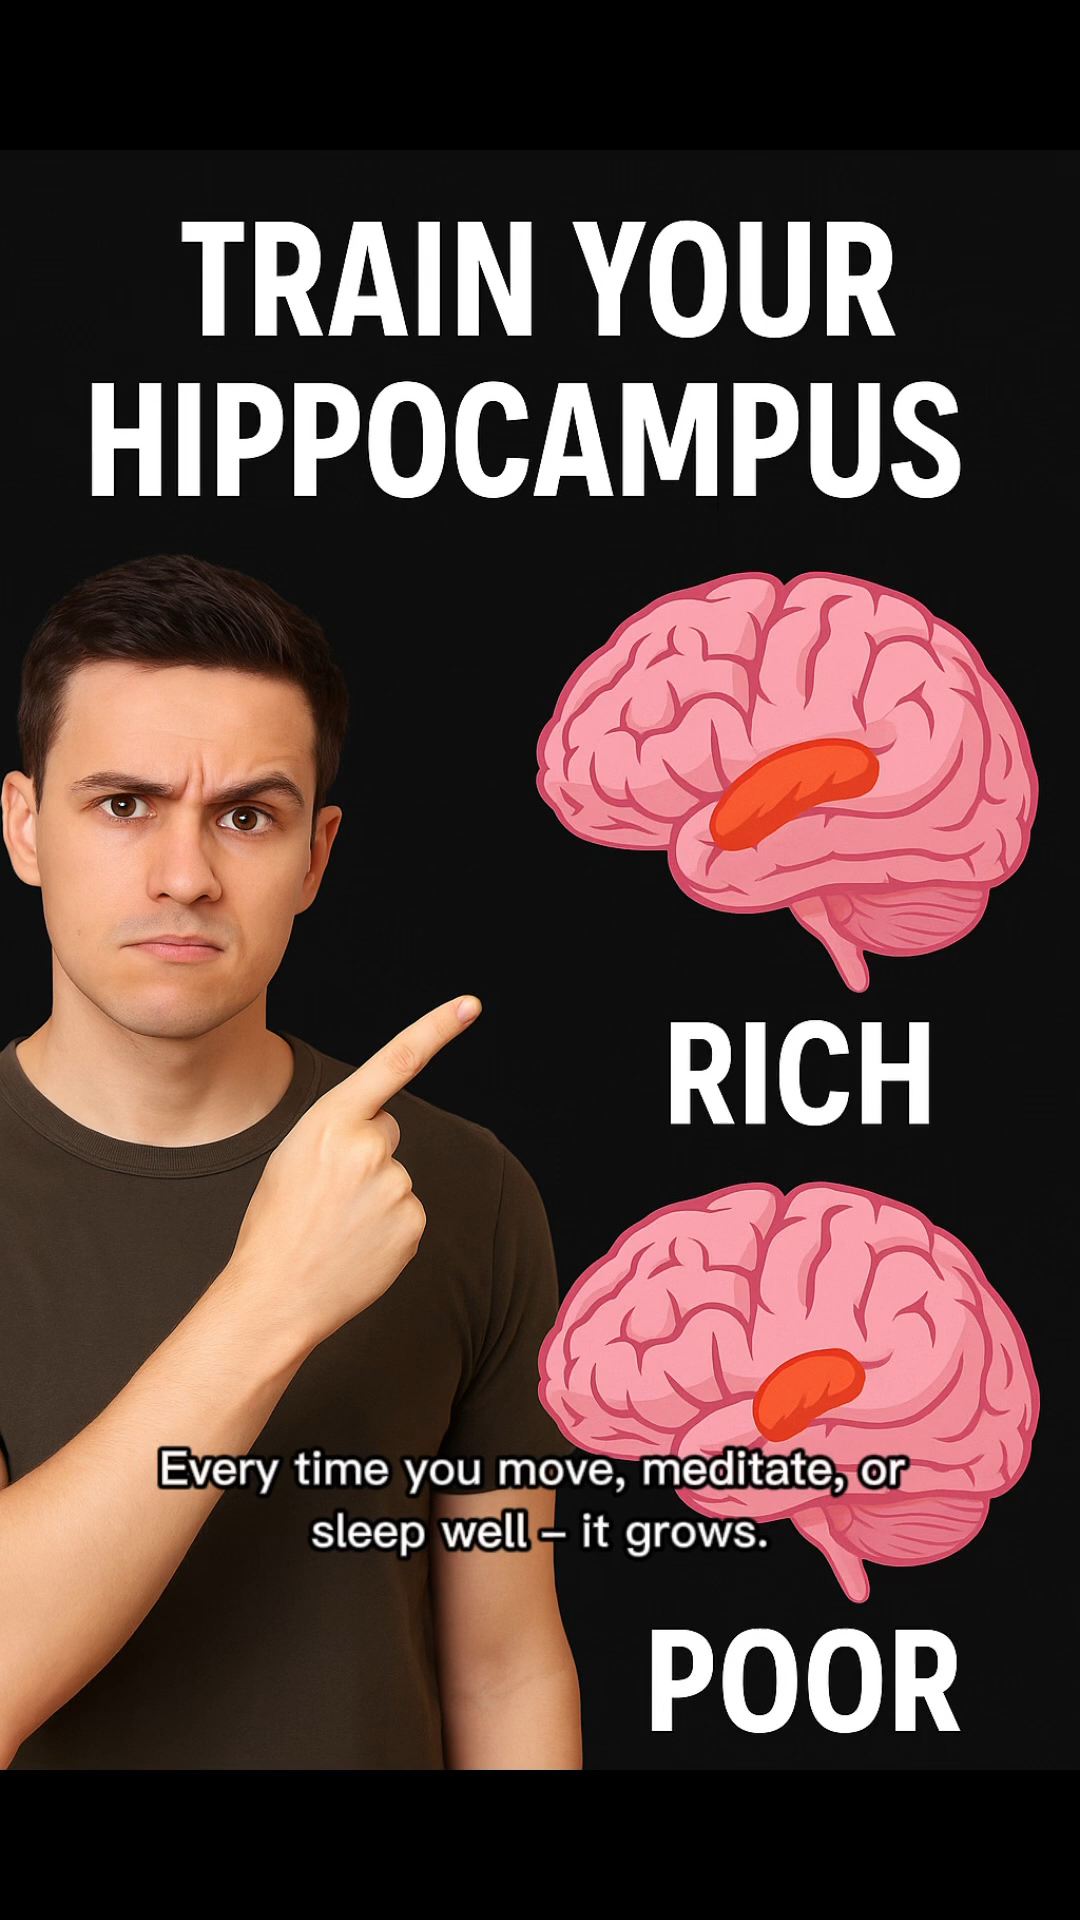 TRAIN YOUR
HIPPOCAMPUS
RICH
Every time you move, meditate, or
sleep well – it grows.
POOR